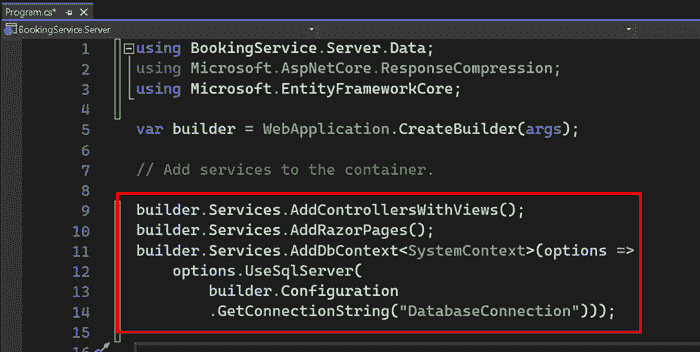 Program.cs*
BookingService.Server
1 using BookingService.Server.Data;
2 using Microsoft.AspNetCore.ResponseCompression;
3 using Microsoft.EntityFrameworkCore;
4
5 var builder = WebApplication.CreateBuilder(args);
6
7 // Add services to the container.
8
9 builder.Services.AddControllersWithViews();
10 builder.Services.AddRazorPages();
11 builder.Services.AddDbContext<SystemContext>(options =>
12 options.UseSqlServer(
13 builder.Configuration
14 .GetConnectionString("DatabaseConnection")));
15
16